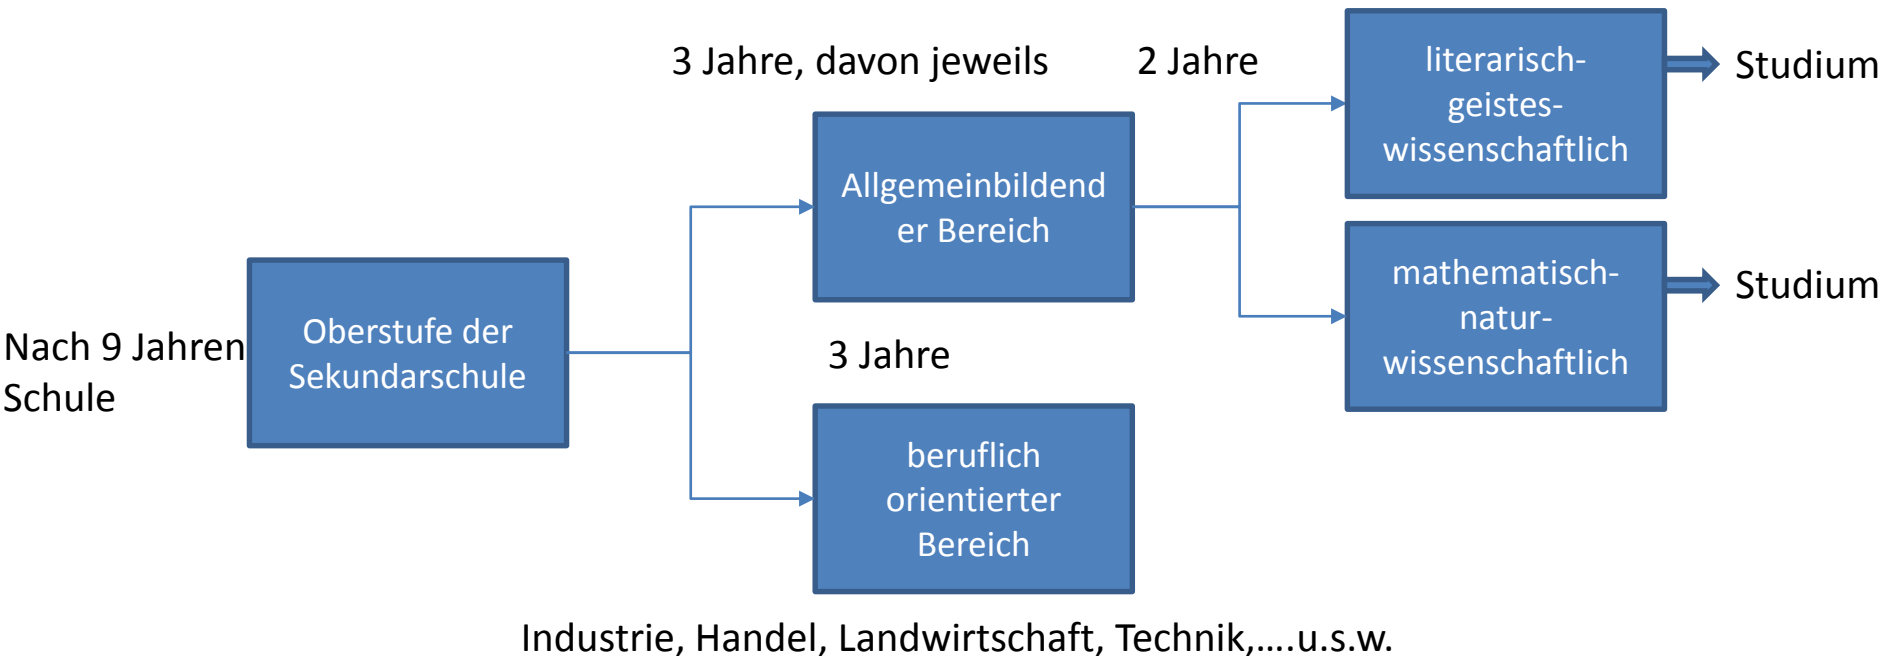 Nach 9 Jahren
Schule
Oberstufe der
Sekundarschule
3 Jahre, davon jeweils
2 Jahre
Allgemeinbildend
er Bereich
3 Jahre
beruflich
orientierter
Bereich
literarisch-
geistes-
wissenschaftlich
Studium
mathematisch-
natur-
wissenschaftlich
Studium
Industrie, Handel, Landwirtschaft, Technik,....u.s.w.